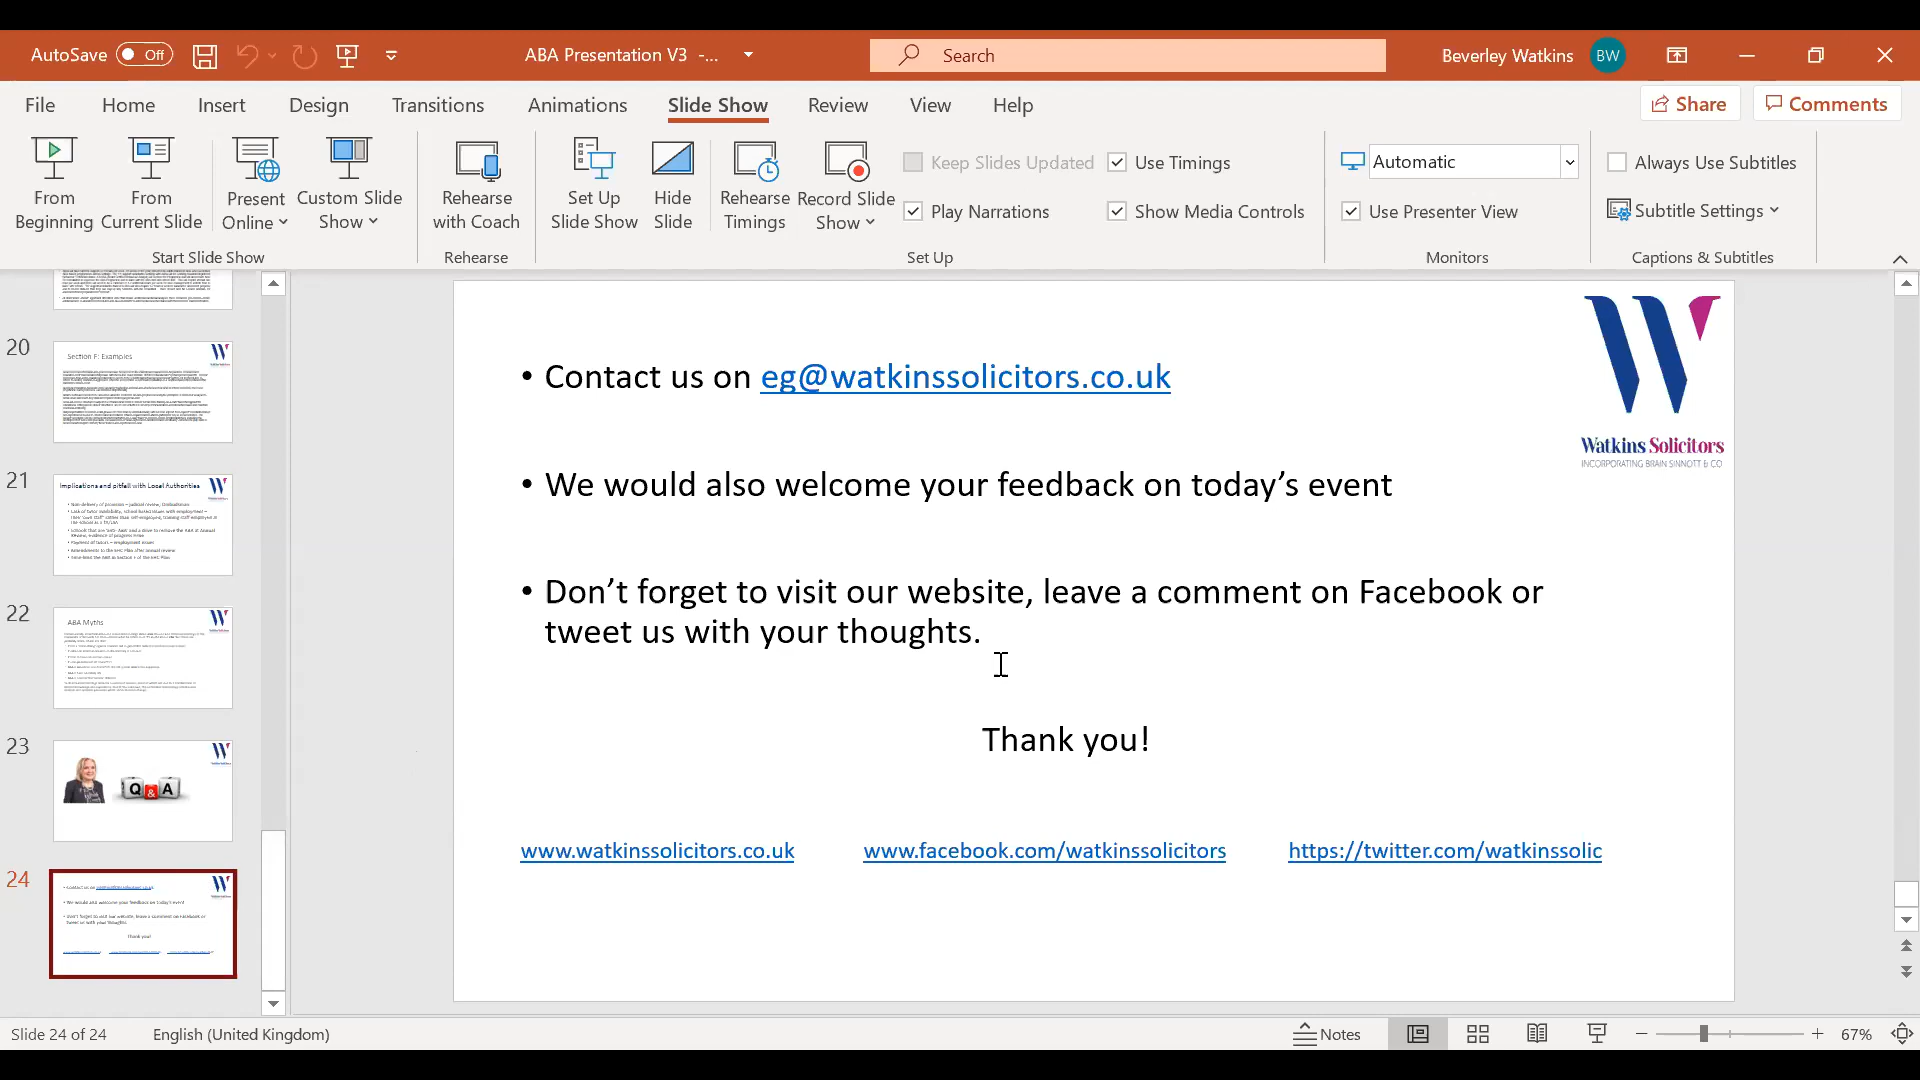 AutoSave Off
ABA Presentation V3 -...
Search
Beverley Watkins BW
File Home Insert Design Transitions Animations Slide Show Review View Help
Share Comments
From Beginning
From Current Slide
Present Online
Custom Slide Show
Start Slide Show
Rehearse with Coach
Rehearse
Set Up Slide Show
Hide Slide
Rehearse Timings
Record Slide Show
Keep Slides Updated
Play Narrations
Use Timings
Show Media Controls
Set Up
Automatic
Use Presenter View
Monitors
Always Use Subtitles
Subtitle Settings
Captions & Subtitles
20
Section F: Examples
21
Implications and pitfall with Local Authorities
22
ABA Myths
23
Q & A
24
• Contact us on eg@watkinssolicitors.co.uk
• We would also welcome your feedback on today’s event
• Don’t forget to visit our website, leave a comment on Facebook or
tweet us with your thoughts.
Thank you!
www.watkinssolicitors.co.uk www.facebook.com/watkinssolicitors https://twitter.com/watkinssolic
W
Watkins Solicitors
INCORPORATING BRAIN SINNOTT & CO
Slide 24 of 24 English (United Kingdom)
Notes
67%